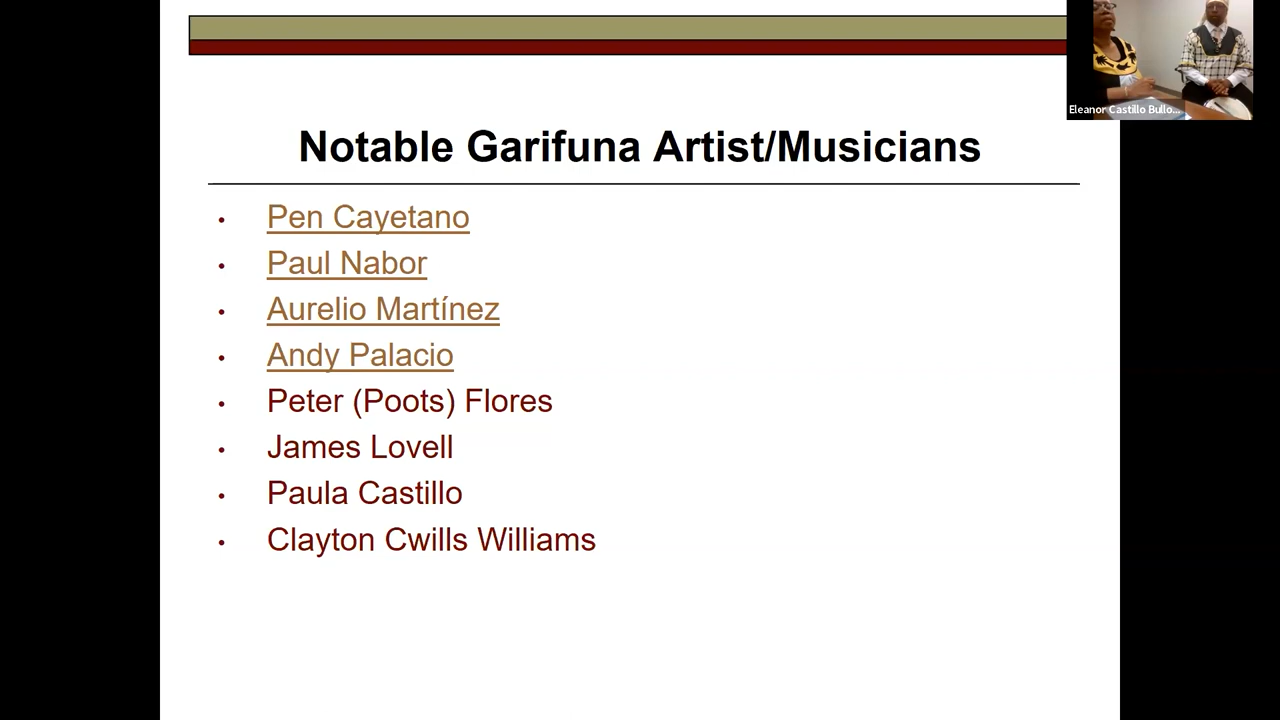 Notable Garifuna Artist/Musicians
• Pen Cayetano
• Paul Nabor
• Aurelio Martínez
• Andy Palacio
• Peter (Poots) Flores
• James Lovell
• Paula Castillo
• Clayton Cwills Williams
Eleanor Castillo Bullo...